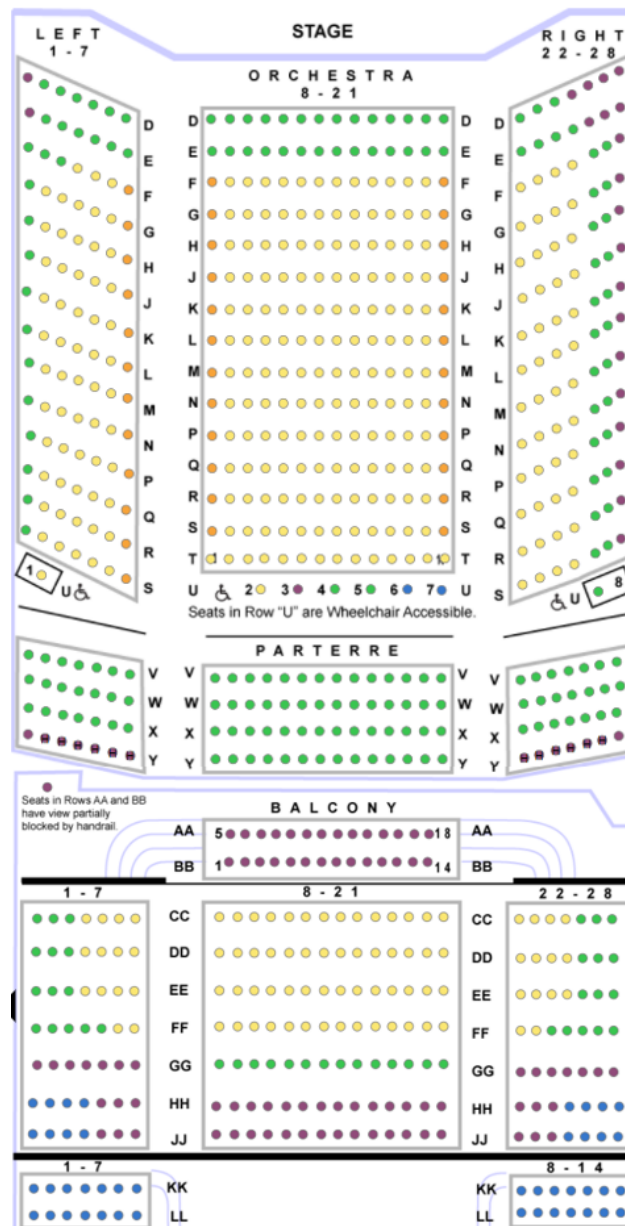 STAGE
LEFT
1 - 7
RIGHT
22 - 28
ORCHESTRA
8 - 21
D D D D
E E E E
F F F F
G G G G
H H H H
J J J J
K K K K
L L L L
M M M M
N N N N
P P P P
Q Q Q Q
R R R R
S S S S
T T
1 U U 2 3 4 5 6 7 U U 8
Seats in Row "U" are Wheelchair Accessible.
PARTERRE
V V V V
W W W W
X X X X
Y Y Y Y
H H H H H H H H H H H H
Seats in Rows AA and BB
have view partially
blocked by handrail.
BALCONY
AA 5 18 AA
BB 1 14 BB
1 - 7 8 - 21 22 - 28
CC CC
DD DD
EE EE
FF FF
GG GG
HH HH
JJ JJ
1 - 7 8 - 14
KK KK
LL LL